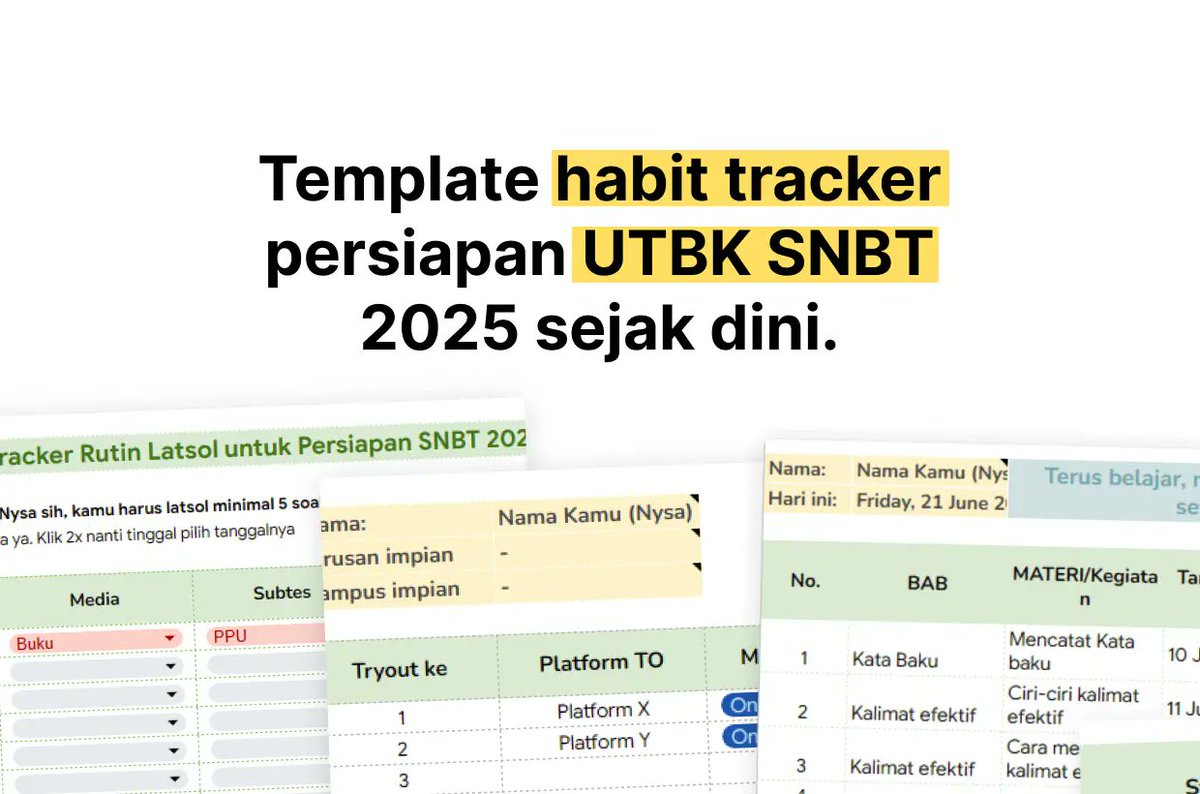 Template habit tracker
persiapan UTBK SNBT
2025 sejak dini.
racker Rutin Latsol untuk Persiapan SNBT 202
Nysa sih, kamu harus latsol minimal 5 soa
a ya. Klik 2x nanti tinggal pilih tanggalnya
Media Subtes
Buku PPU
ama: Nama Kamu (Nysa)
rusan impian -
ampus impian -
Tryout ke Platform TO M
1 Platform X On
2 Platform Y On
3
Nama: Nama Kamu (Nys
Hari ini: Friday, 21 June 2
Terus belajar, 
se
No. BAB MATERI/Kegiata
n
Ta
1 Kata Baku Mencatat Kata
baku
10 J
2 Kalimat efektif Ciri-ciri kalimat
efektif
11 Ju
3 Kalimat efektif Cara me
kalimat e
S